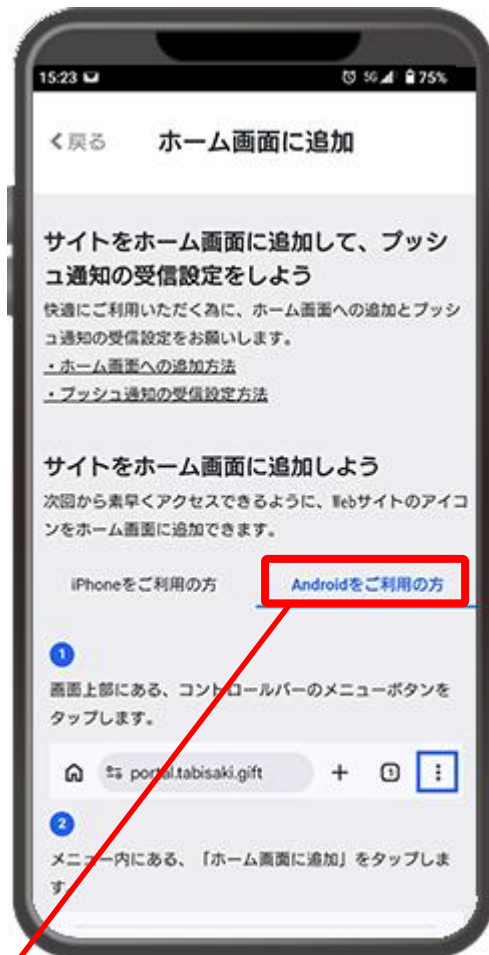 15:23 5G 75%
戻る ホーム画面に追加
サイトをホーム画面に追加して、プッシ
ュ通知の受信設定をしよう
快適にご利用いただく為に、ホーム画面への追加とプッシ
ュ通知の受信設定をお願いします。
・ホーム画面への追加方法
・プッシュ通知の受信設定方法
サイトをホーム画面に追加しよう
次回から素早くアクセスできるように、Webサイトのアイコ
ンをホーム画面に追加できます。
iPhoneをご利用の方 Androidをご利用の方
1
画面上部にある、コントロールバーのメニューボタンを
タップします。
portal.tabisaki.gift + 1
2
メニュー内にある、「ホーム画面に追加」をタップしま
す。